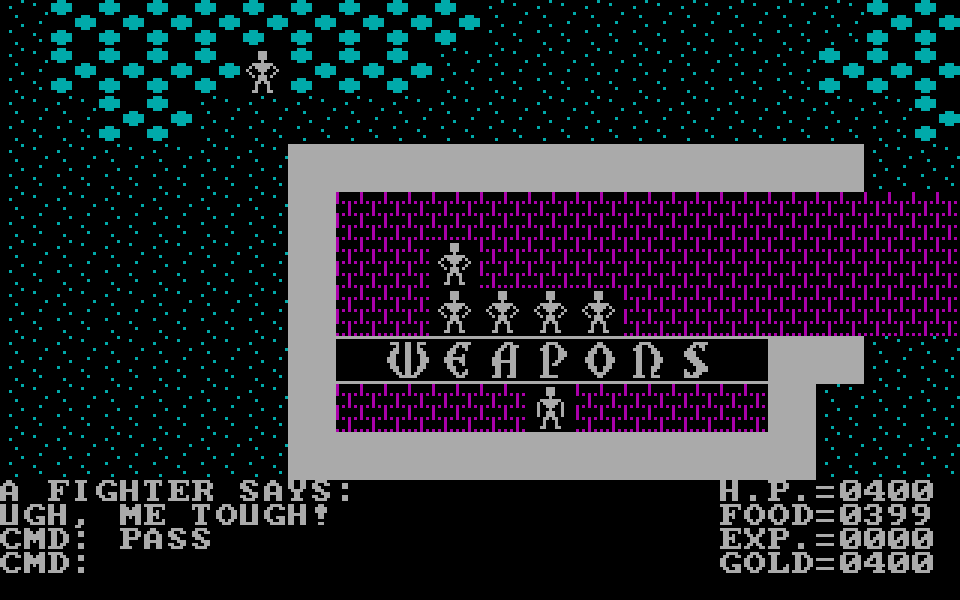 WEAPONS
A FIGHTER SAYS:
UGH, ME TOUGH!
CMD: PASS
CMD:
H.P.=0400
FOOD=0399
EXP.=0000
GOLD=0400